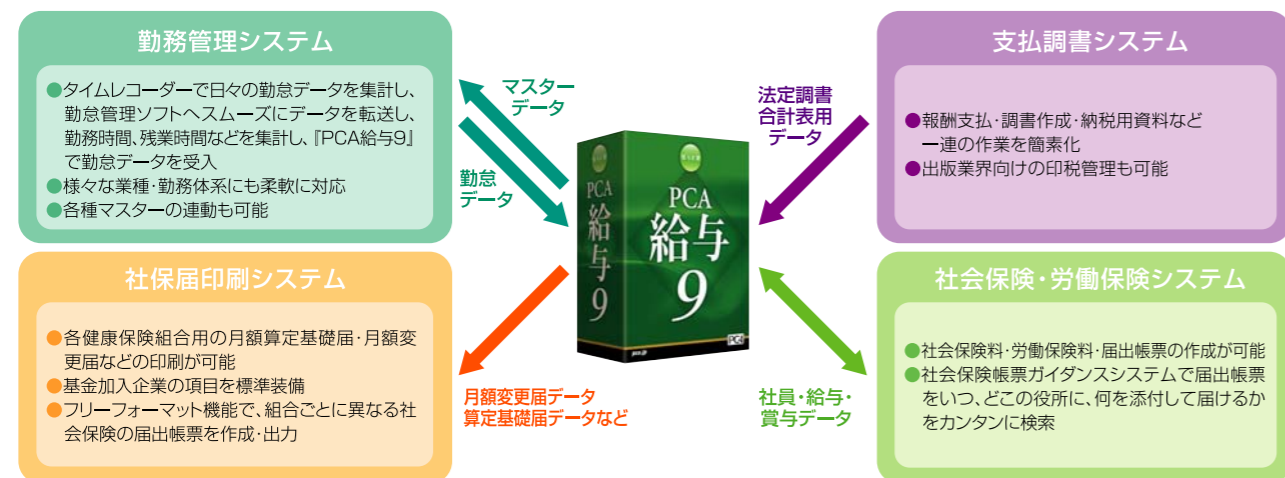 勤務管理システム
●タイムレコーダーで日々の勤怠データを集計し、
勤怠管理ソフトへスムーズにデータを転送し、
勤務時間、残業時間などを集計し、『PCA給与9』
で勤怠データを受入
●様々な業種・勤務体系にも柔軟に対応
●各種マスターの連動も可能
マスター
データ
勤怠
データ
法定調書
合計表用
データ
支払調書システム
●報酬支払・調書作成・納税用資料など
一連の作業を簡素化
●出版業界向けの印税管理も可能
PCA
給与
9
PCA
給与
9
pca.jp
PCA
社保届印刷システム
●各健康保険組合用の月額算定基礎届・月額変
更届などの印刷が可能
●基金加入企業の項目を標準装備
●フリーフォーマット機能で、組合ごとに異なる社
会保険の届出帳票を作成・出力
月額変更届データ
算定基礎届データなど
社員・給与・
賞与データ
社会保険・労働保険システム
●社会保険料・労働保険料・届出帳票の作成が可能
●社会保険帳票ガイダンスシステムで届出帳票
をいつ、どこの役所に、何を添付して届けるか
をカンタンに検索